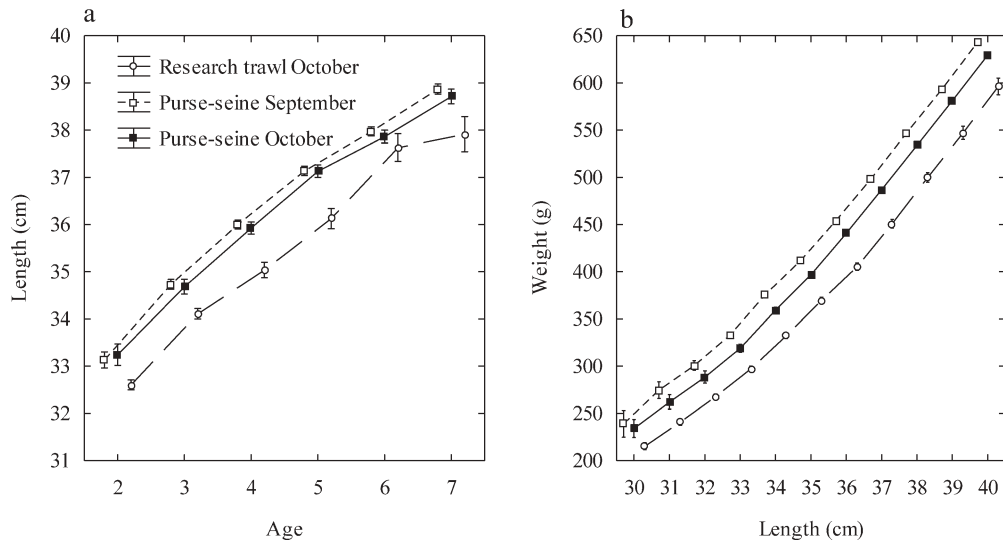 a
b
40
39
38
37
36
35
34
33
32
31
Length (cm)
Research trawl October
Purse-seine September
Purse-seine October
2 3 4 5 6 7
Age
650
600
550
500
450
400
350
300
250
200
Weight (g)
30 31 32 33 34 35 36 37 38 39 40
Length (cm)